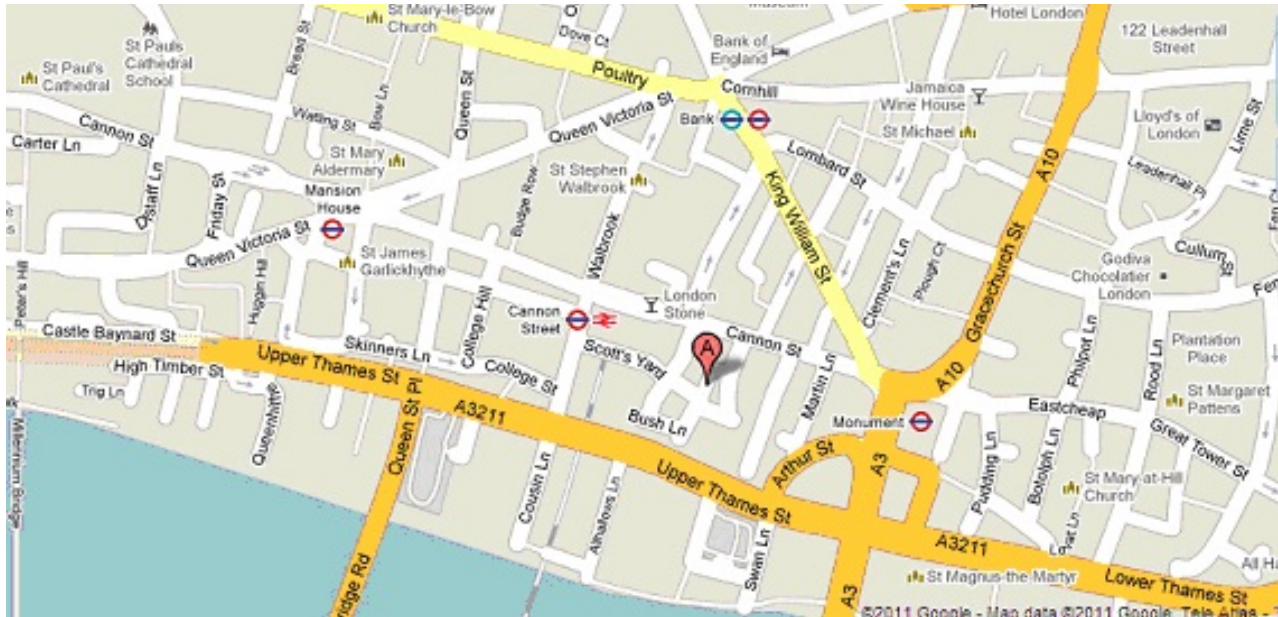 St Mary-le-Bow
Church
Dove Ct
Museum
Hotel London
122 Leadenhall
Street
St Pauls
Cathedral
School
St Paul's
Cathedral
Bread St
Bow Ln
Queen St
Poultry
Bank of
England
Cornhill
Jamaica
Wine House
A10
Lloyd's of
London
Lime St
Cannon St
Carter Ln
Watling St
Queen Victoria St
Bank
St Michael
St Mary
Aldermary
St Stephen
Walbrook
Lombard St
A10
Leadenhall Pl
Distaff Ln
Friday St
Mansion
House
Budge Row
Walbrook
King William St
Queen Victoria St
St James
Garlickhythe
Clement's Ln
Plough Ct
Gracechurch St
Cullum St
Godiva
Chocolatier
London
Peter's Hill
Huggin Hill
College Hill
Cannon
Street
London
Stone
Cannon St
Castle Baynard St
Skinners Ln
Upper Thames St
College St
Scott's Yard
A
Martin Ln
A10
Philpot Ln
Rood Ln
Plantation
Place
High Timber St
Trig Ln
Queenhithe
Queen St Pl
A3211
Bush Ln
Monument
Eastcheap
St Margaret
Pattens
Great Tower St
Millennium Bridge
Cousin Ln
Alhallows Ln
Upper Thames St
Arthur St
A3
Pudding Ln
Botolph Ln
St Mary-at-Hill
Church
Swan Ln
A3211
A3
St Magnus-the-Martyr
Lower Thames St
©2011 Google - Map data ©2011 Google, Tele Atlas -